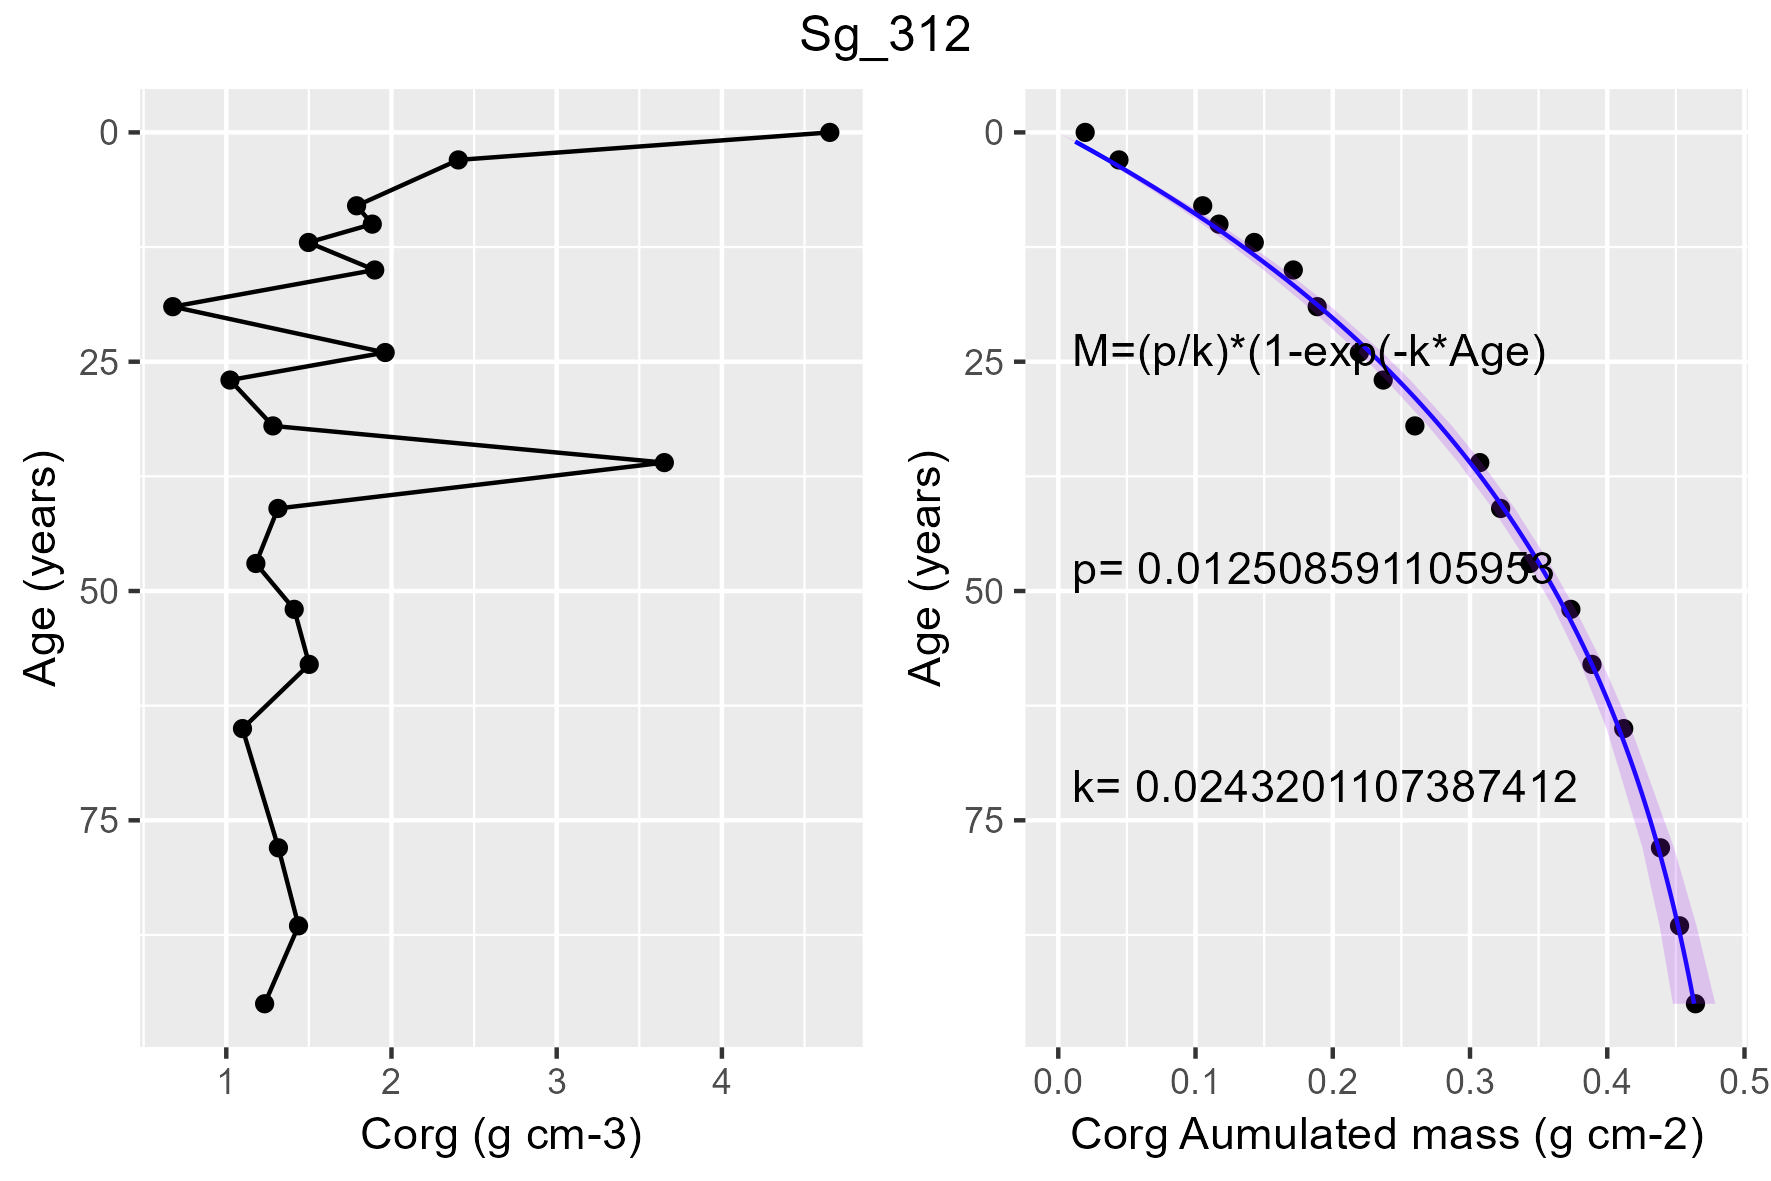 Sg_312
0
25
50
75
Age (years)
1 2 3 4
Corg (g cm-3)
0
25
50
75
Age (years)
M=(p/k)*(1-exp(-k*Age)
p= 0.0125085911059553
k= 0.0243201107387412
0.0 0.1 0.2 0.3 0.4 0.5
Corg Aumulated mass (g cm-2)